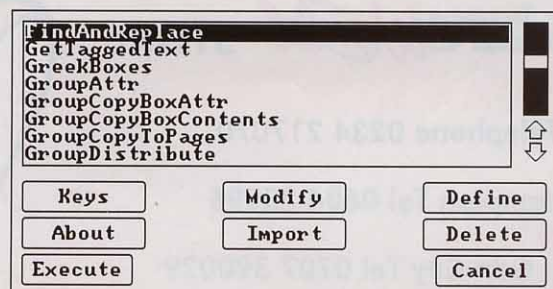 FindAndReplace
GetTaggedText
GreekBoxes
GroupAttr
GroupCopyBoxAttr
GroupCopyBoxContents
GroupCopyToPages
GroupDistribute
Keys Modify Define
About Import Delete
Execute Cancel